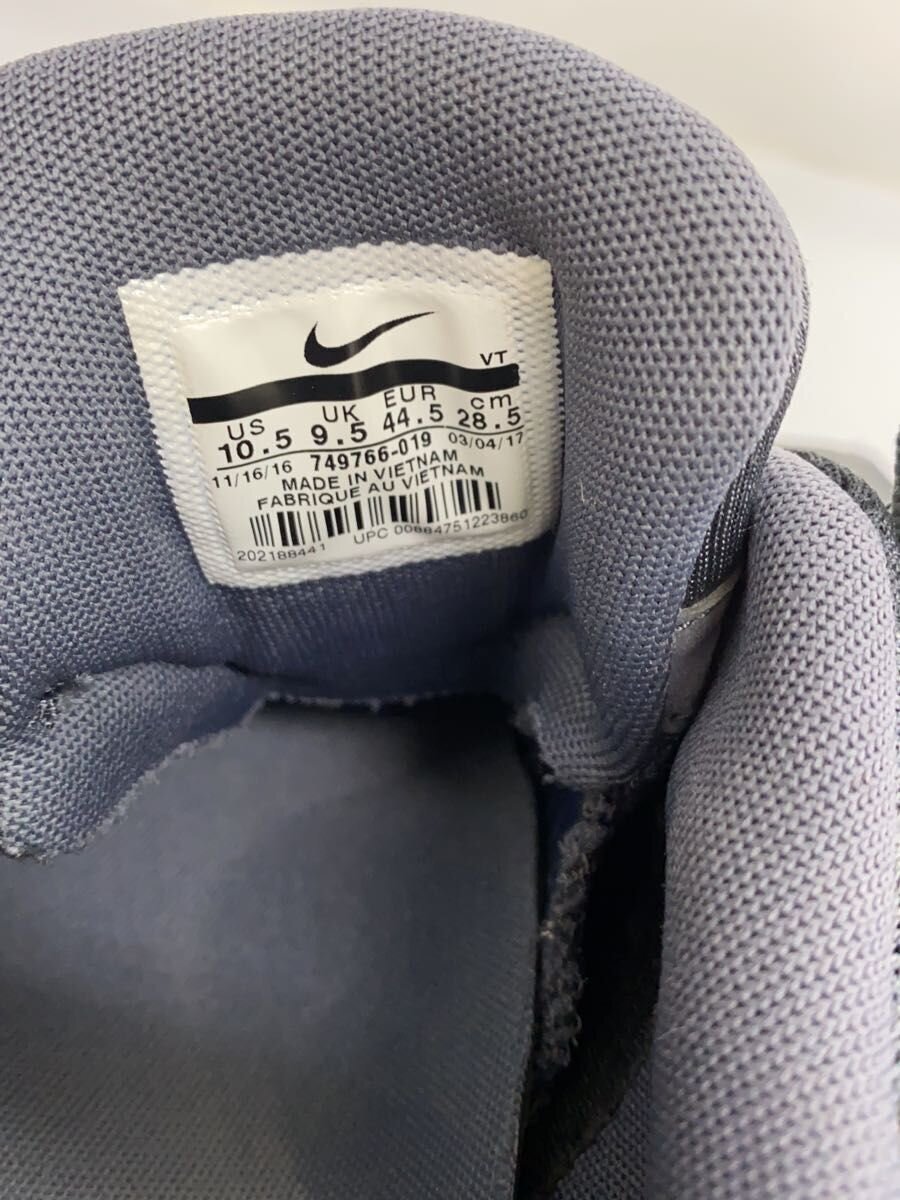 VT
US UK EUR cm
10.5 9.5 44.5 28.5
11/16/16 749766-019 03/04/17
MADE IN VIETNAM
FABRIQUE AU VIETNAM
202188441 UPC 00884751223860